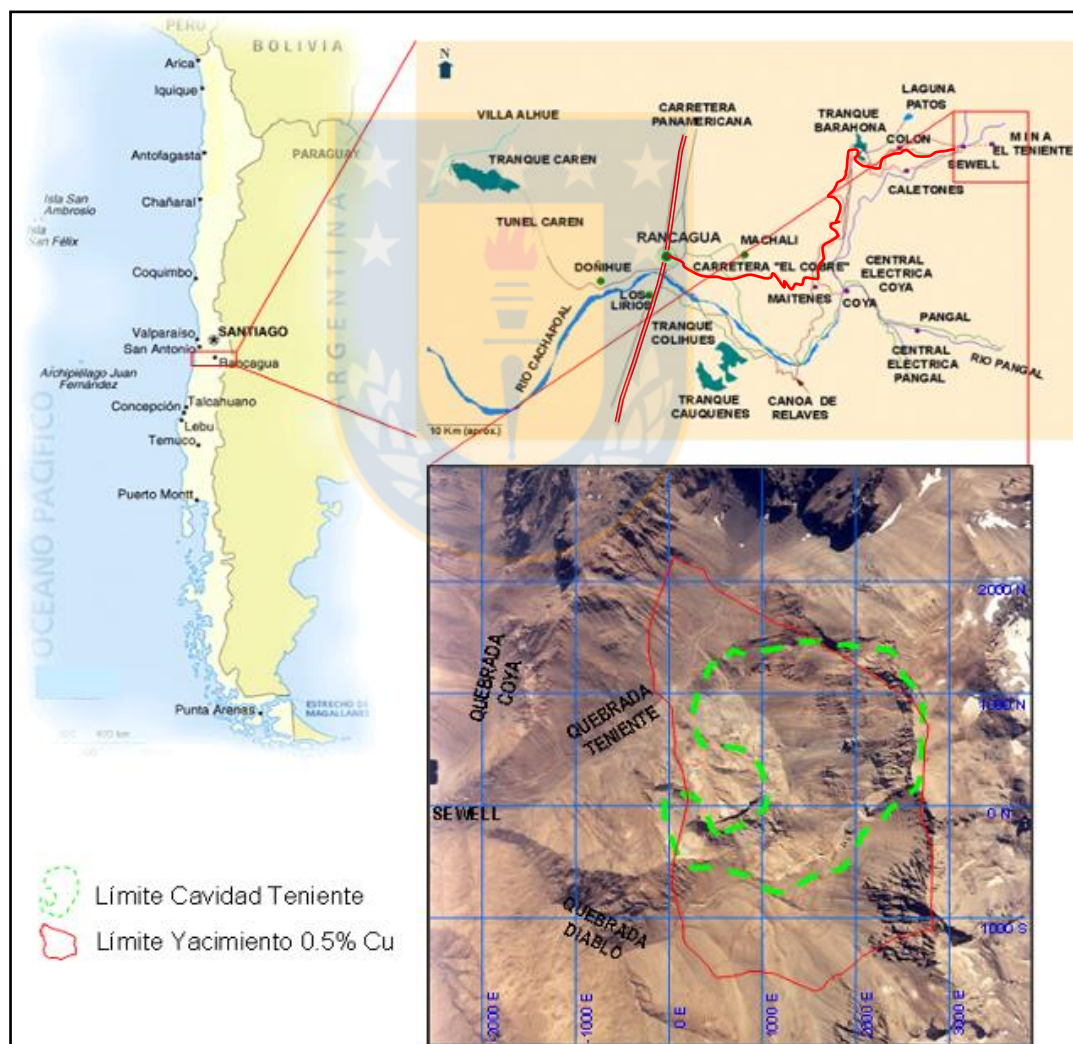 PERU
BOLIVIA
Arica
Iquique
PARAGUAY
Antofagasta
Isla San
Ambrosio
Isla
San Félix
Chañaral
Coquimbo
ARGENTINA
Valparaíso
SANTIAGO
San Antonio
Rancagua
Archipiélago Juan
Fernández
Talcahuano
Concepción
Lebu
Temuco
OCEANO PACIFICO
Puerto Montt
Punta Arenas
ESTRECHO DE
MAGALLANES
N
VILLA ALHUE
CARRETERA
PANAMERICANA
TRANQUE
BARAHONA
LAGUNA
PATOS
COLON
MINA
EL TENIENTE
SEWELL
TRANQUE CAREN
CALETONES
TUNEL CAREN
RANCAGUA
MACHALI
DOÑIHUE
CARRETERA "EL COBRE"
CENTRAL
ELECTRICA
COYA
LOS
LIRIOS
MAITENES
COYA
PANGAL
RIO CACHAPOAL
TRANQUE
COLIHUES
CENTRAL
ELECTRICA
PANGAL
RIO PANGAL
TRANQUE
CAUQUENES
CANOA DE
RELAVES
10 Km (aprox.)
2000 N
QUEBRADA
COYA
QUEBRADA
TENIENTE
1000 N
SEWELL
0 N
QUEBRADA
DIABLO
1000 S
-2000 E
-1000 E
0 E
1000 E
2000 E
3000 E
Límite Cavidad Teniente
Límite Yacimiento 0.5% Cu